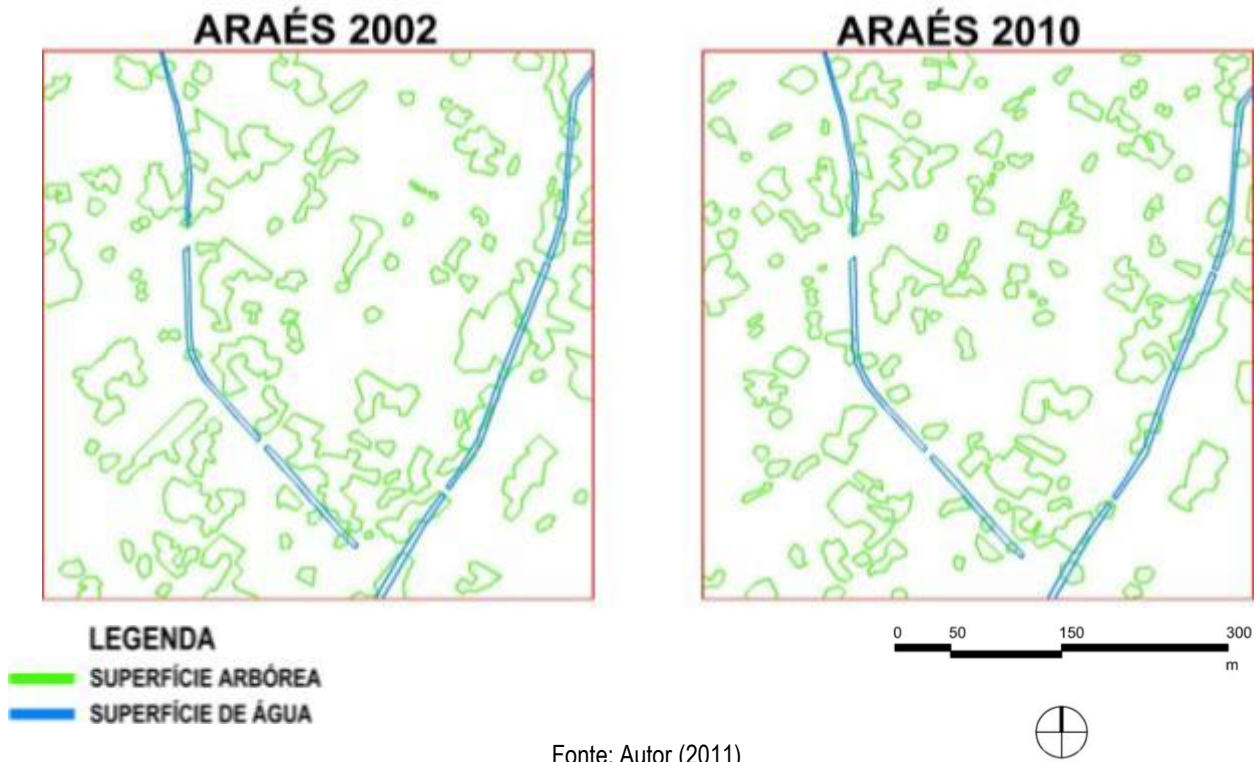 ARAÉS 2002
ARAÉS 2010
LEGENDA
SUPERFÍCIE ARBÓREA
SUPERFÍCIE DE ÁGUA
0 50 150 300
m
Fonte: Autor (2011)